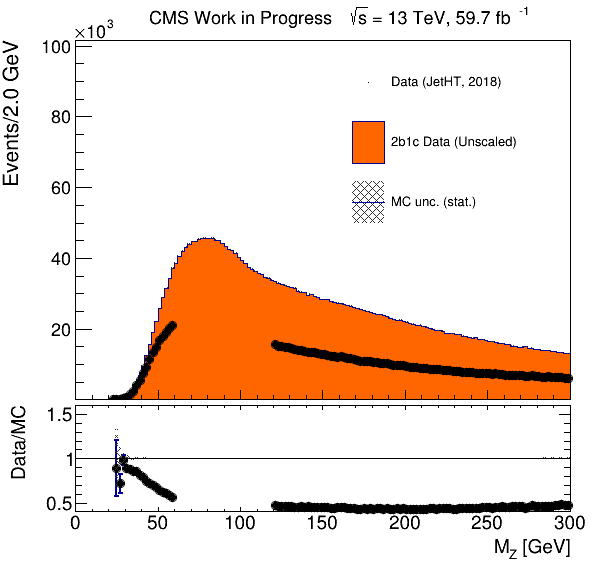 CMS Work in Progress √s = 13 TeV, 59.7 fb -1
×10³
Events/2.0 GeV
100
80
60
40
20
Data (JetHT, 2018)
2b1c Data (Unscaled)
MC unc. (stat.)
Data/MC
1.5
1
0.5
0 50 100 150 200 250 300
M_Z [GeV]